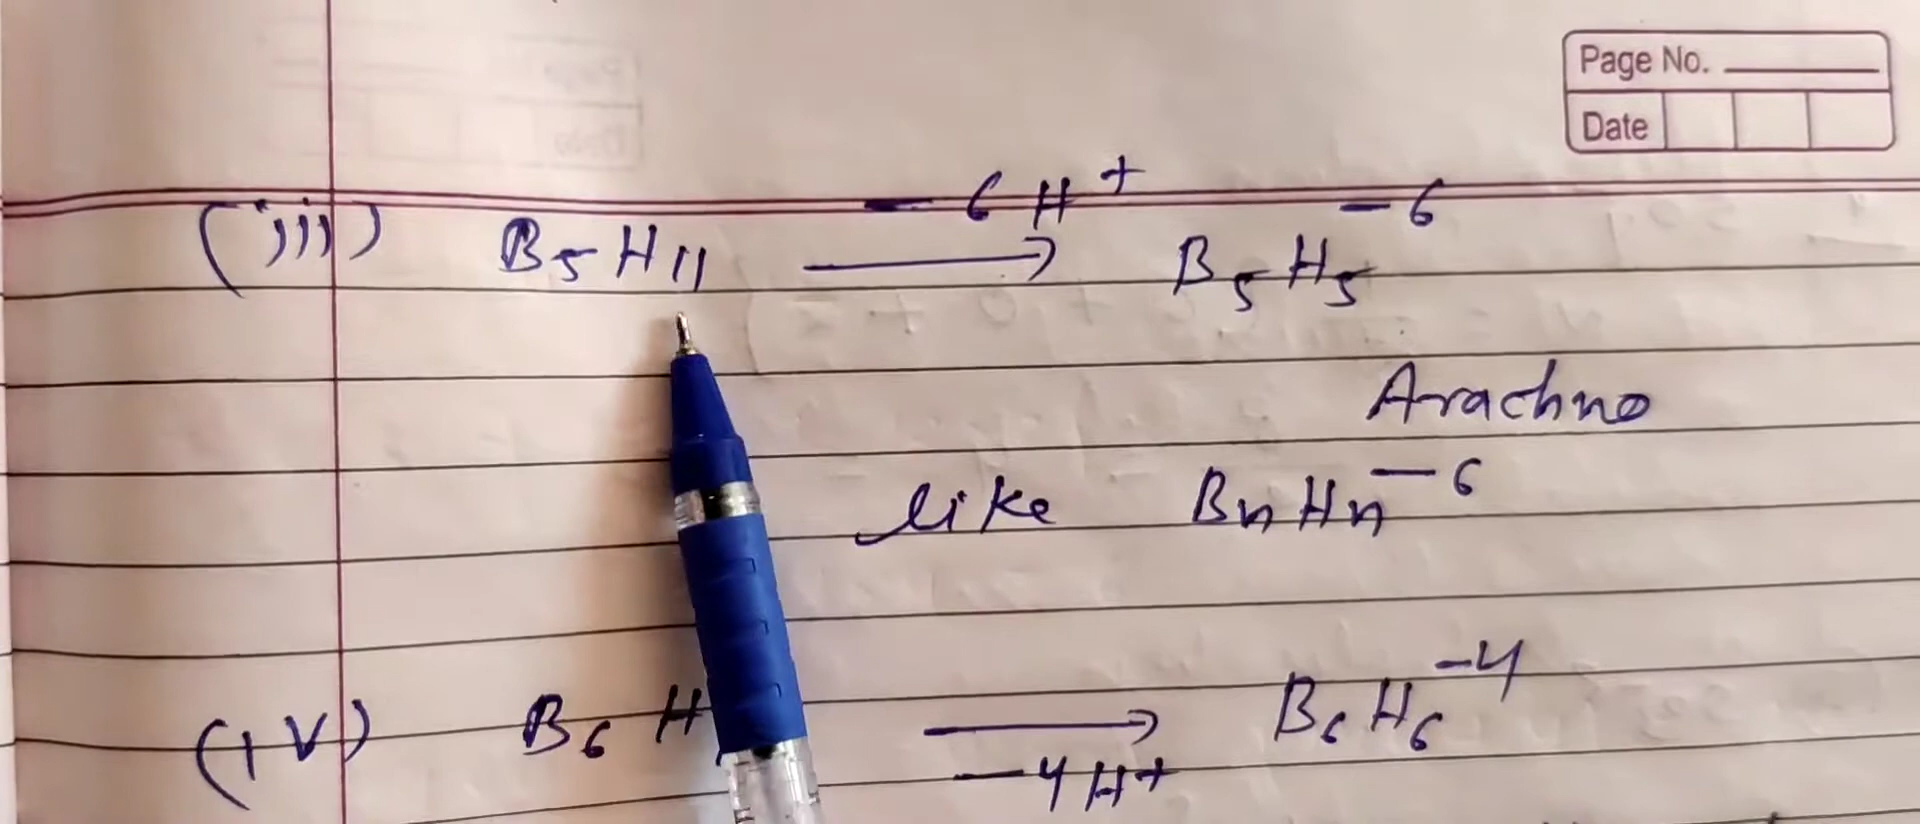 Page No.
Date
(iii) B5H11 —6H+ → B5H5 —6
Arachno
like BnHn —6
(iv) B6H → —4H+ B6H6 —4